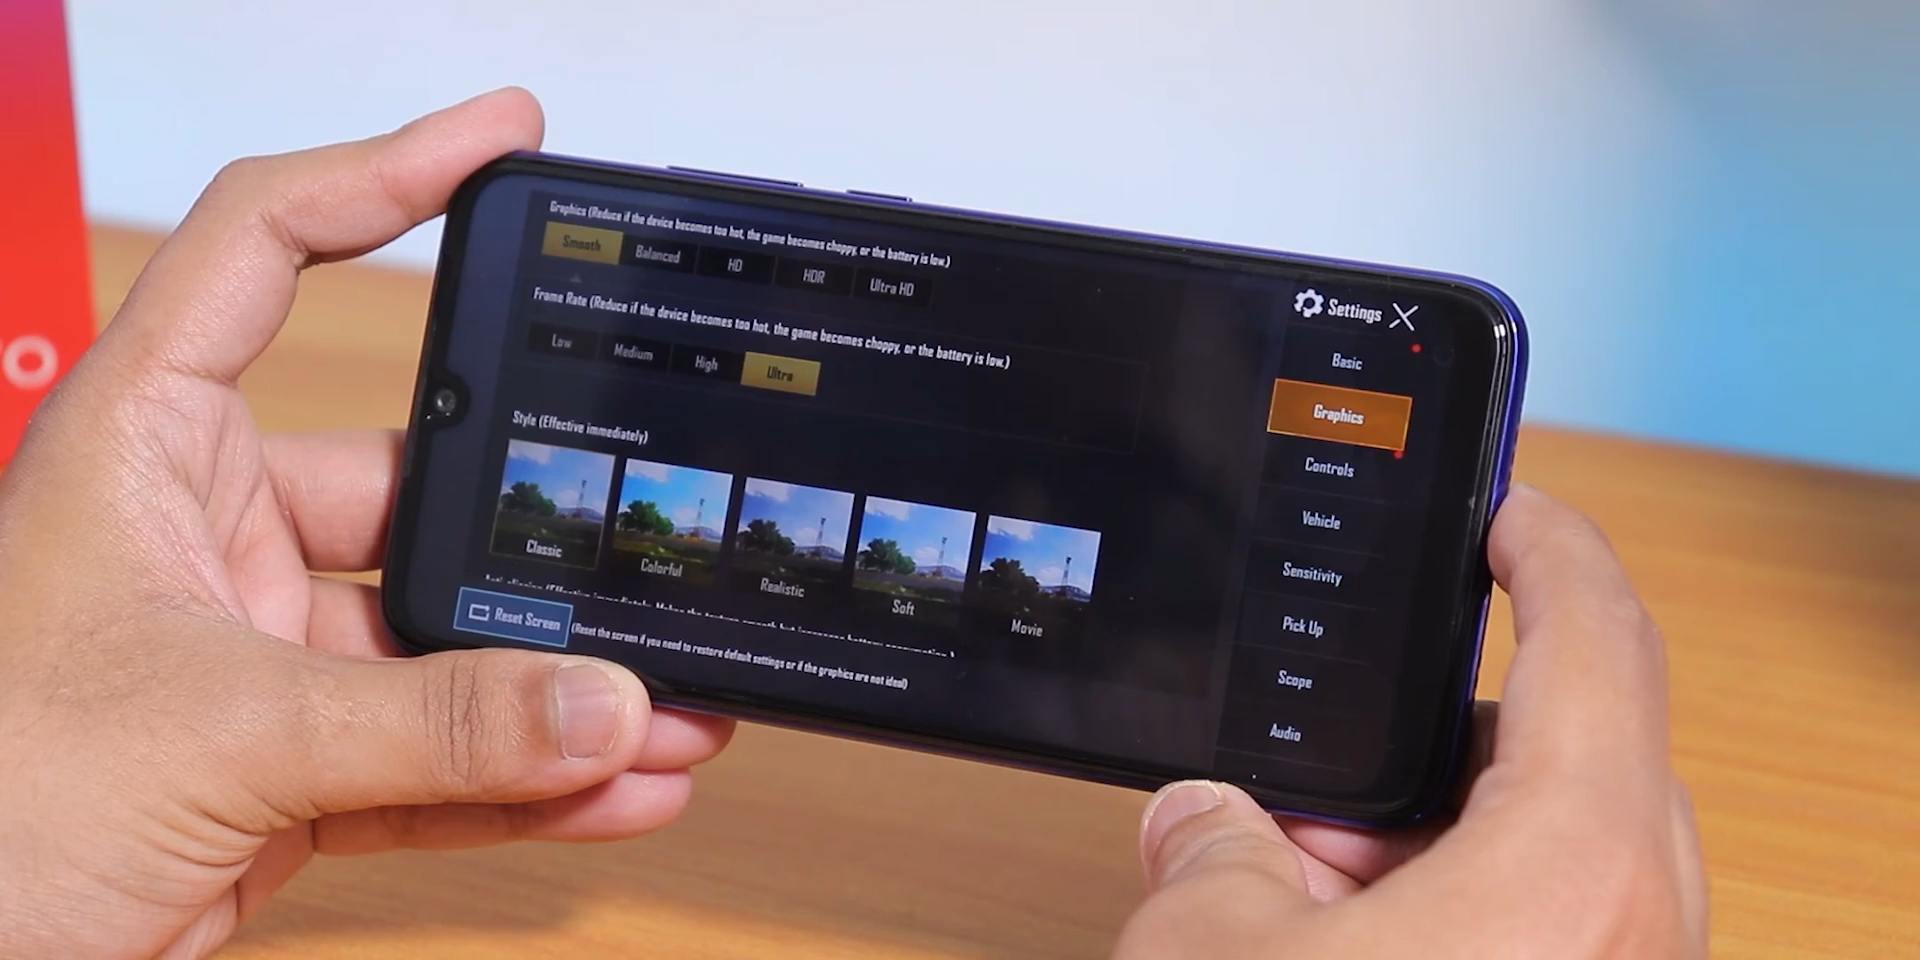 TO
Graphics (Reduce if the device becomes too hot, the game becomes choppy, or the battery is low.)
Smooth Balanced HD HDR Ultra HD
Frame Rate (Reduce if the device becomes too hot, the game becomes choppy, or the battery is low.)
Low Medium High Ultra
Style (Effective immediately)
Classic Colorful Realistic Soft Movie
Reset Screen (Reset the screen if you need to restore default settings or if the graphics are not ideal)
Settings
Basic
Graphics
Controls
Vehicle
Sensitivity
Pick Up
Scope
Audio